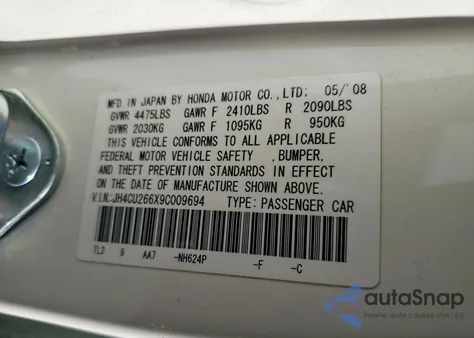 MFD. IN JAPAN BY HONDA MOTOR CO.,LTD: 05/'08
GVWR 4475LBS GAWR F 2410LBS R 2090LBS
GVWR 2030KG GAWR F 1095KG R 950KG
THIS VEHICLE CONFORMS TO ALL APPLICABLE
FEDERAL MOTOR VEHICLE SAFETY ,BUMPER,
AND THEFT PREVENTION STANDARDS IN EFFECT
ON THE DATE OF MANUFACTURE SHOWN ABOVE.
V.I.N.:JH4CU266X9C009694 TYPE: PASSENGER CAR
TL2 9 AA7 -NH624P -F -C
autoSnap